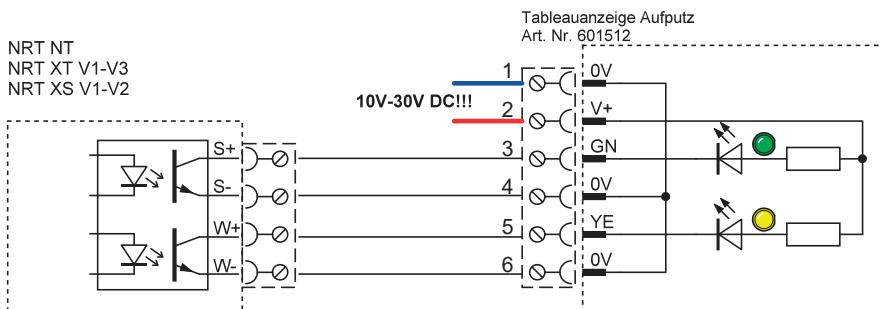 Tableauanzeige Aufputz
Art. Nr. 601512
NRT NT
NRT XT V1-V3
NRT XS V1-V2
10V-30V DC!!!
1 0V
2 V+
S+ 3 GN
S- 4 0V
W+ 5 YE
W- 6 0V